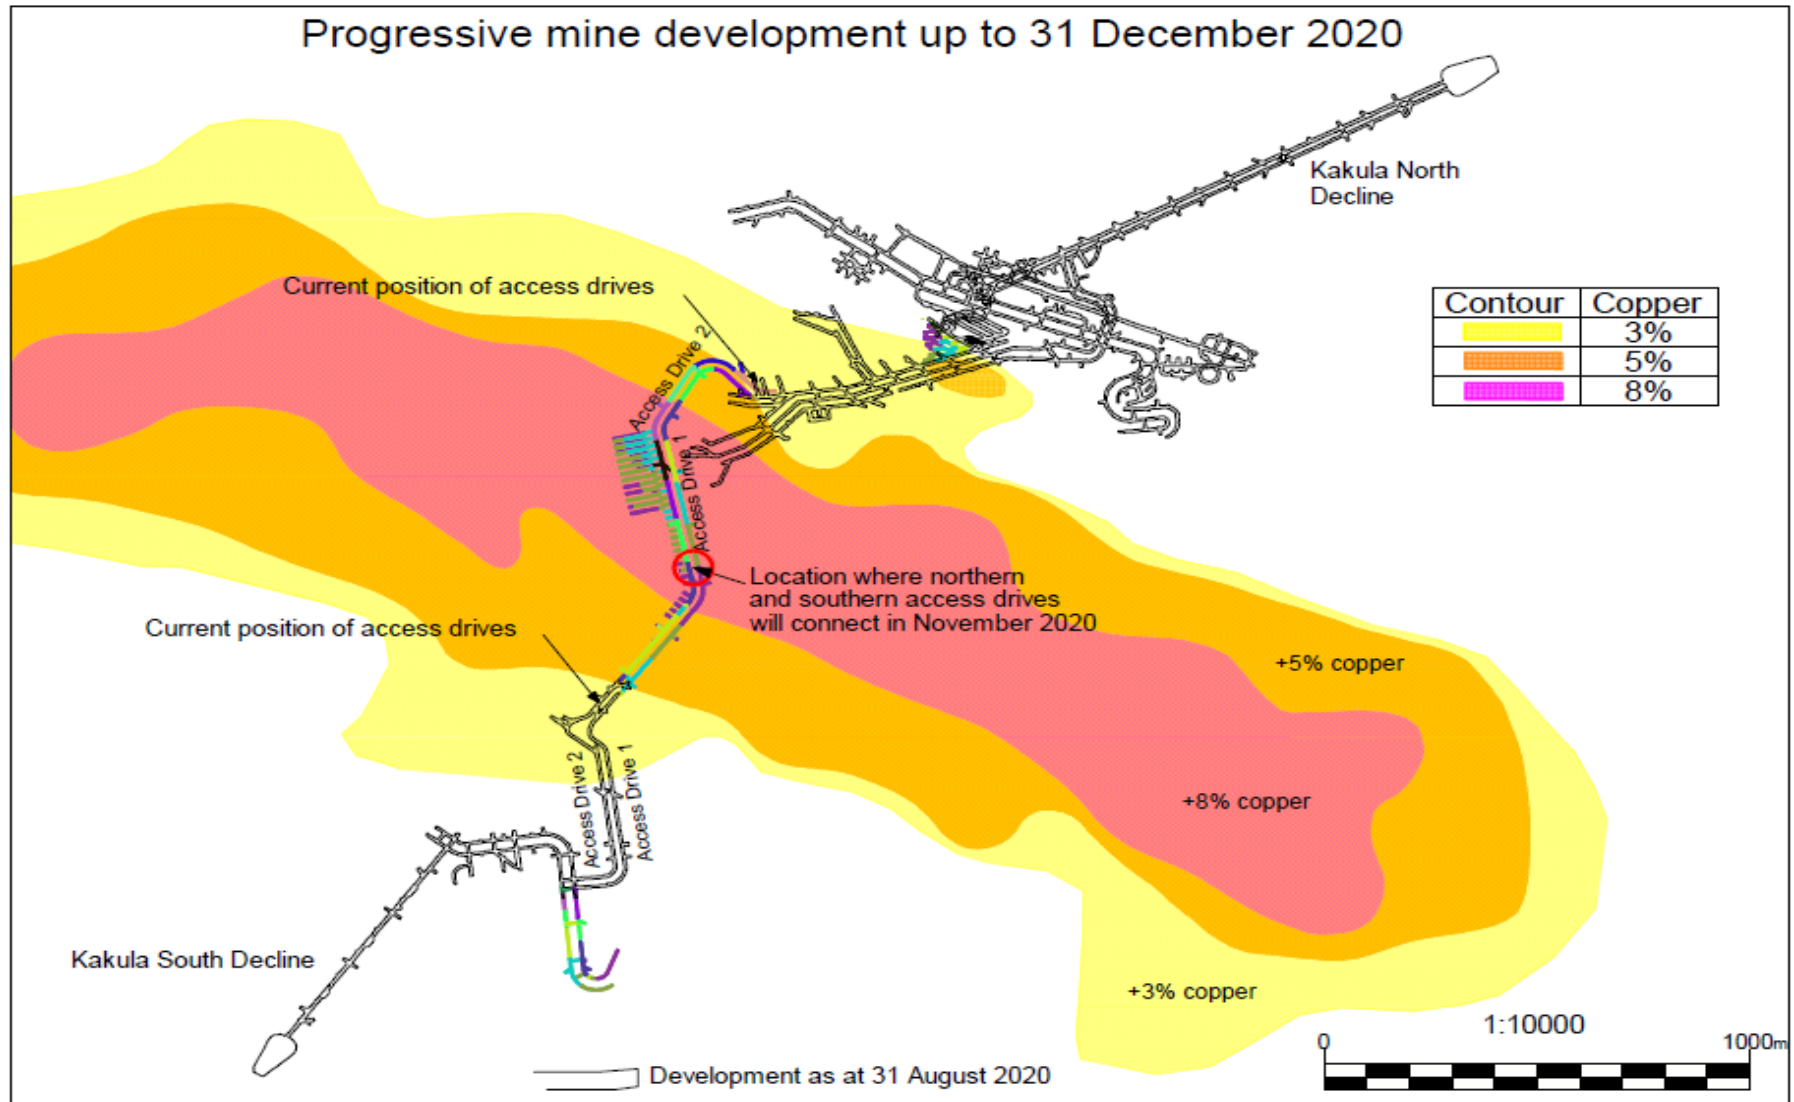 Progressive mine development up to 31 December 2020
Kakula North
Decline
Current position of access drives
Contour Copper
3%
5%
8%
Access Drive 2
Access Drive 1
Location where northern
and southern access drives
will connect in November 2020
Current position of access drives
+5% copper
Access Drive 2
Access Drive 1
+8% copper
Kakula South Decline
+3% copper
1:10000
0 1000m
Development as at 31 August 2020